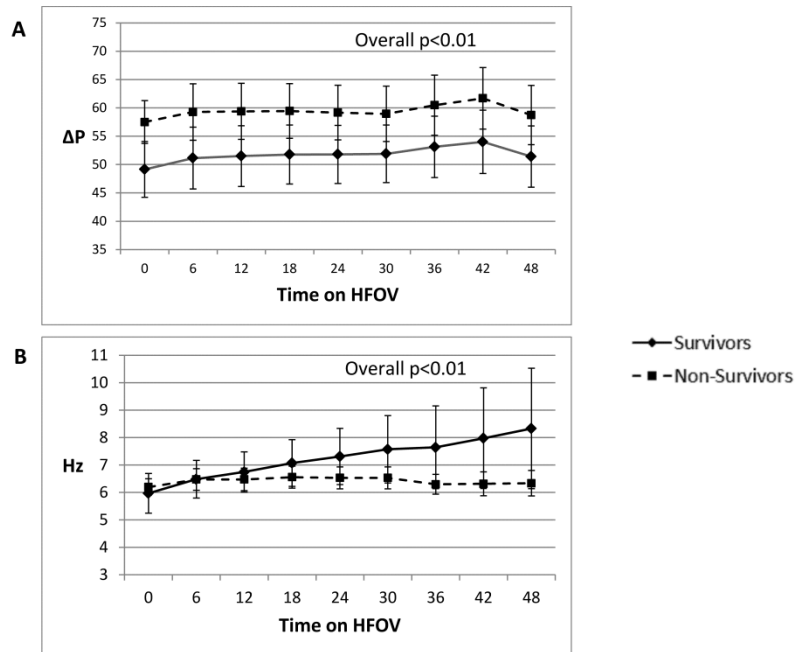 A
Overall p<0.01
75
70
65
60
55
50
45
40
35
ΔP
0 6 12 18 24 30 36 42 48
Time on HFOV
B
Overall p<0.01
11
10
9
8
7
6
5
4
3
Hz
0 6 12 18 24 30 36 42 48
Time on HFOV
Survivors
Non-Survivors